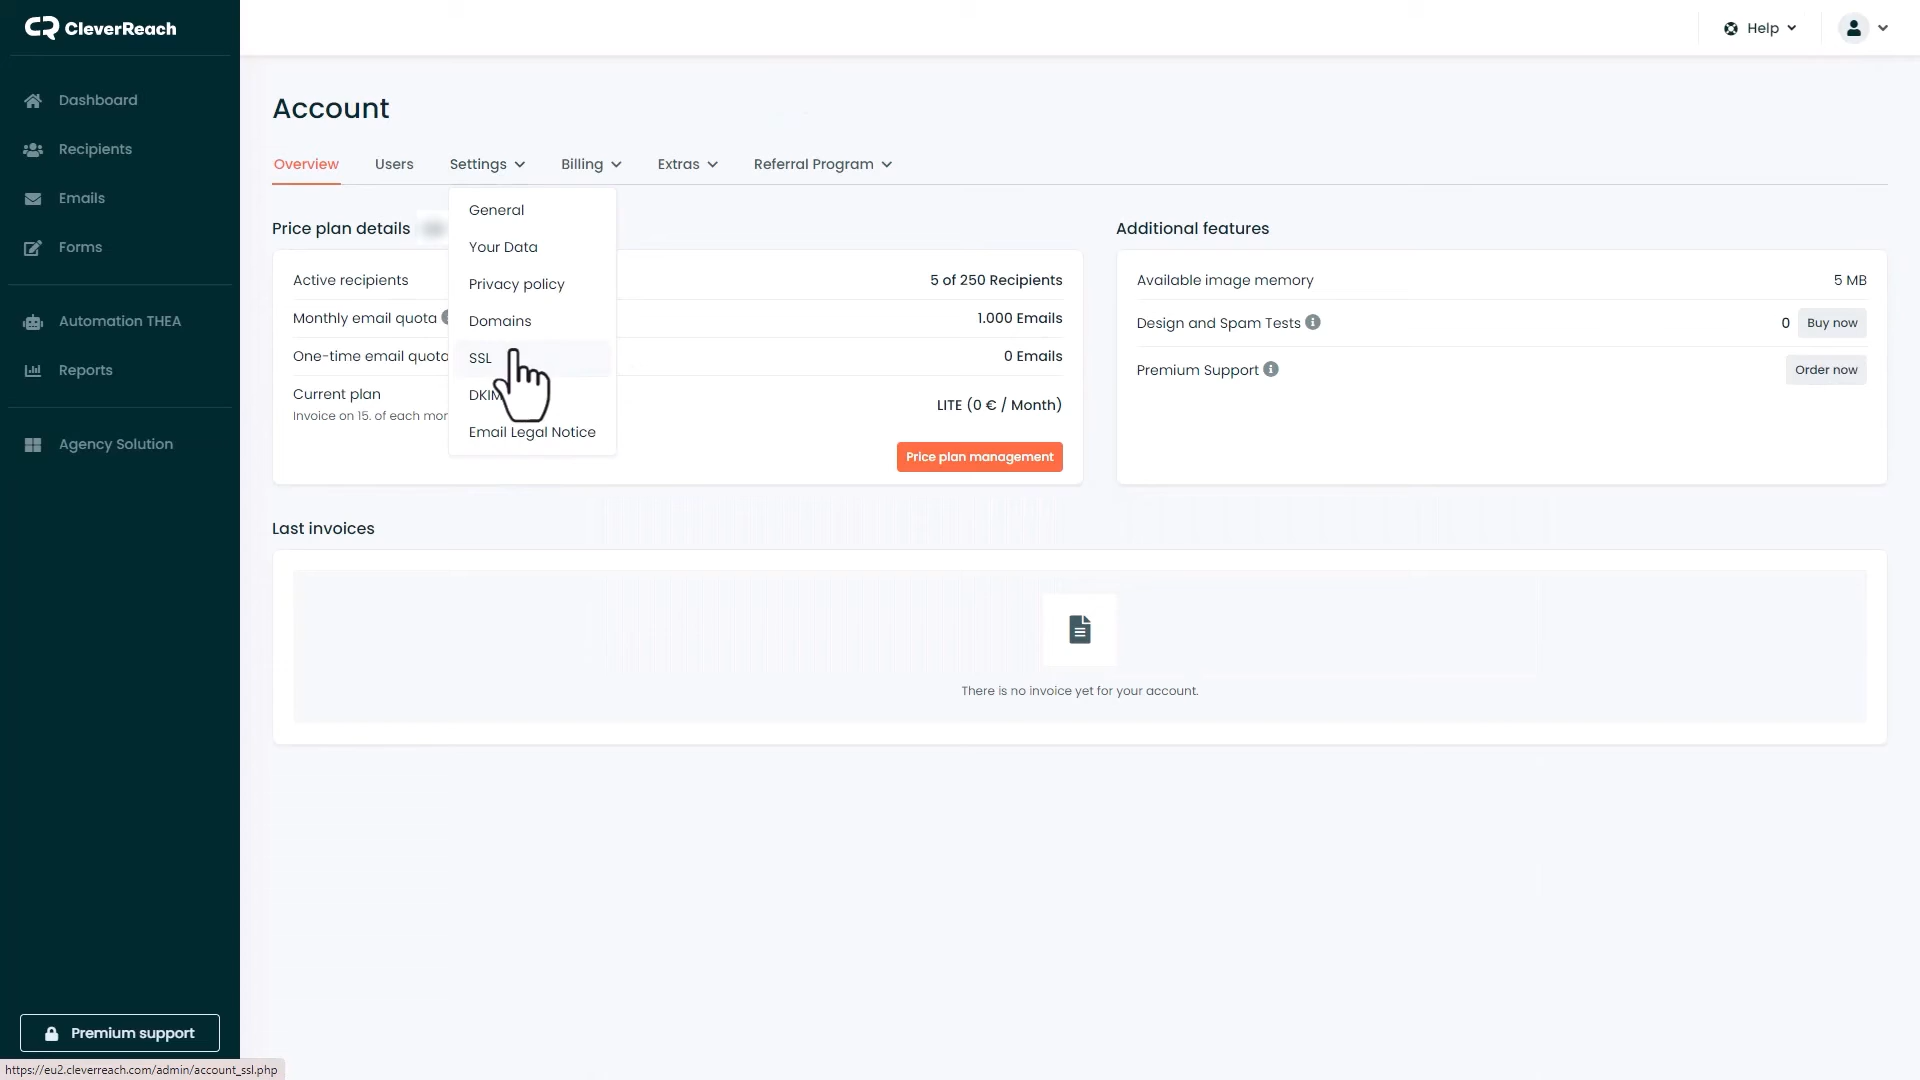 CleverReach
Help
Dashboard
Recipients
Emails
Forms
Automation THEA
Reports
Agency Solution
Premium support
https://eu2.cleverreach.com/admin/account_ssl.php
Account
Overview
Users
Settings
Billing
Extras
Referral Program
General
Your Data
Privacy policy
Domains
SSL
DKIM
Email Legal Notice
Price plan details
Active recipients
5 of 250 Recipients
Monthly email quota
1.000 Emails
One-time email quota
0 Emails
Current plan
Invoice on 15. of each
LITE (0 € / Month)
Price plan management
Additional features
Available image memory
5 MB
Design and Spam Tests
0
Buy now
Premium Support
Order now
Last invoices
There is no invoice yet for your account.